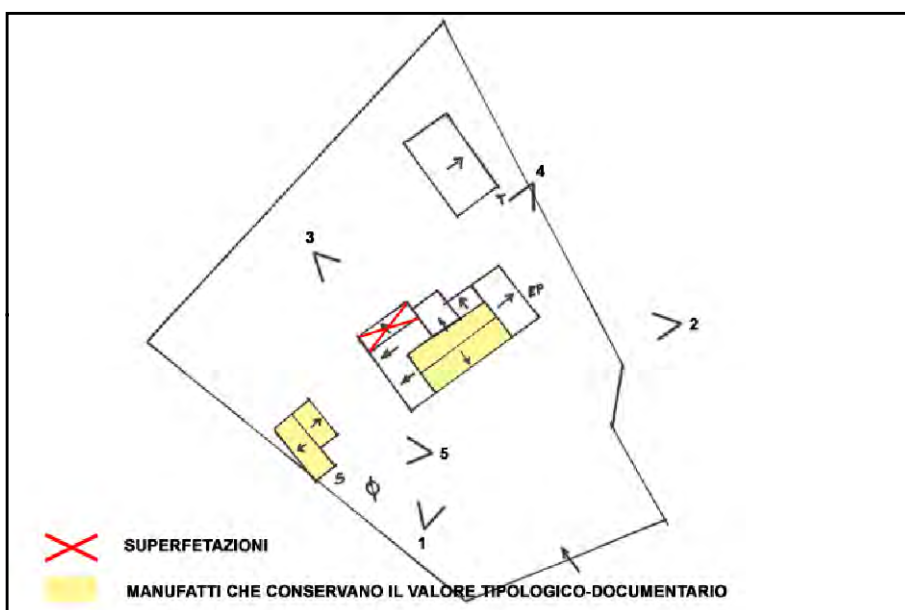 4
T
3
EP
2
5
S
1
SUPERFETAZIONI
MANUFATTI CHE CONSERVANO IL VALORE TIPOLOGICO-DOCUMENTARIO